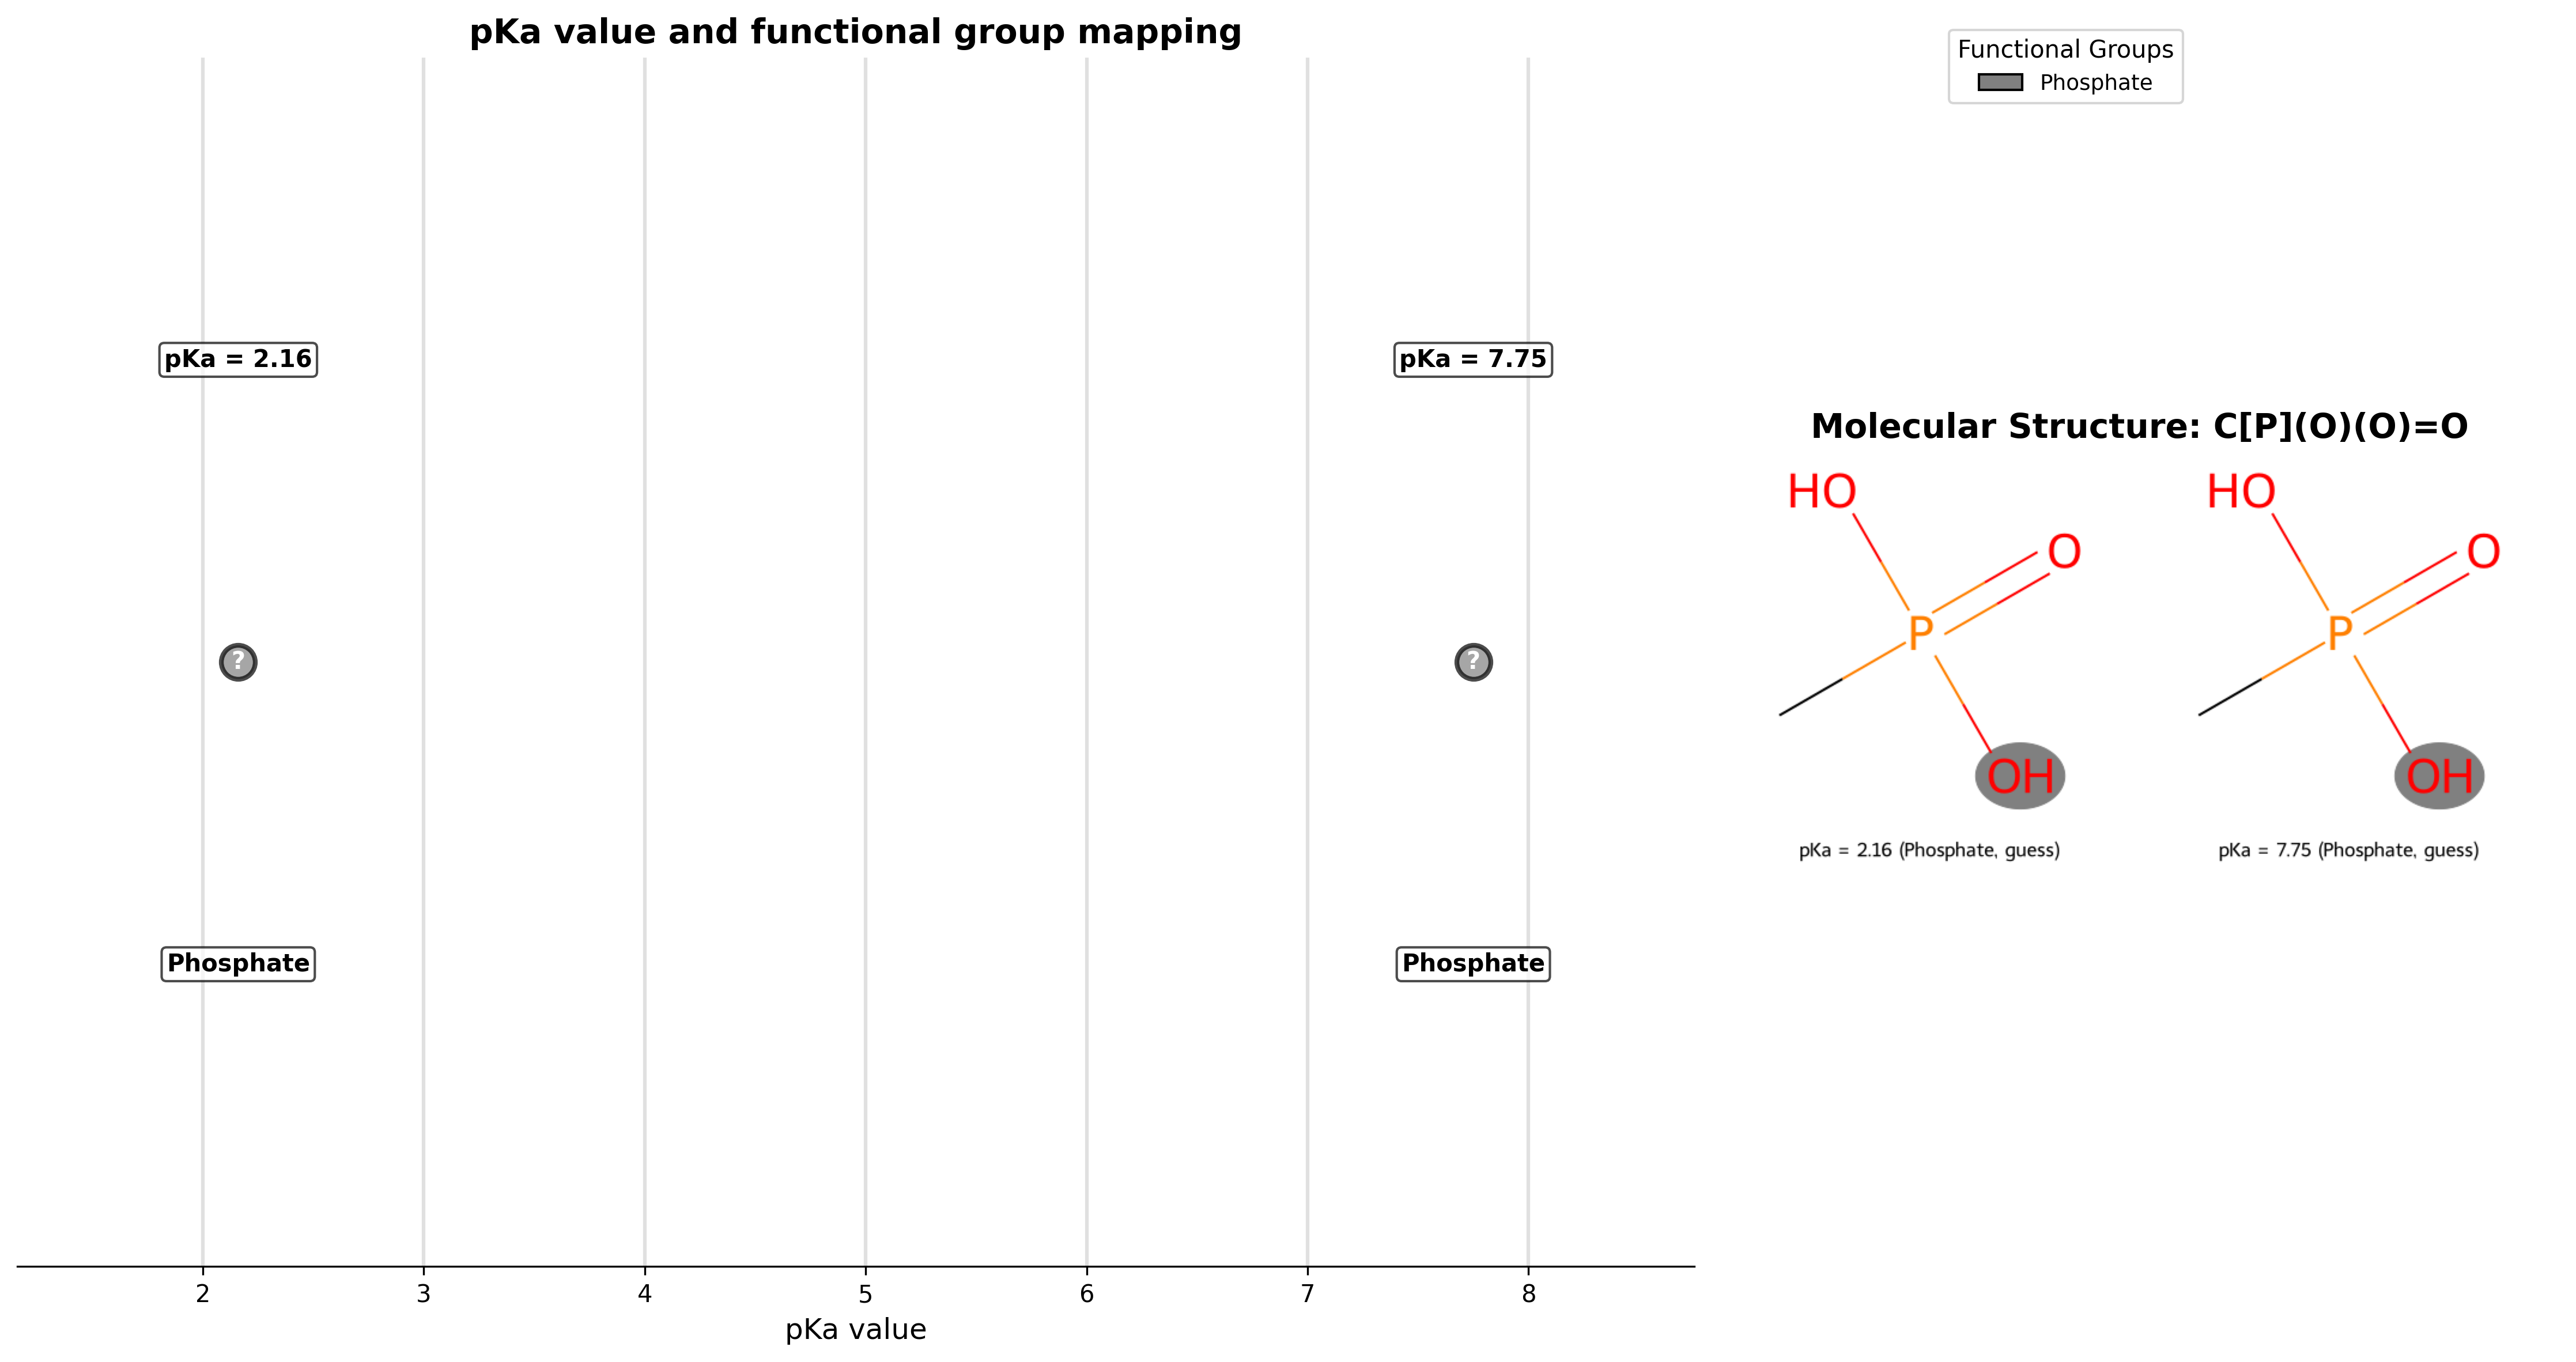 pKa value and functional group mapping
pKa = 2.16
pKa = 7.75
?
?
Phosphate
Phosphate
2 3 4 5 6 7 8
pKa value
Functional Groups
Phosphate
Molecular Structure: C[P](O)(O)=O
HO
O
P
OH
HO
O
P
OH
pKa = 2.16 (Phosphate, guess)
pKa = 7.75 (Phosphate, guess)